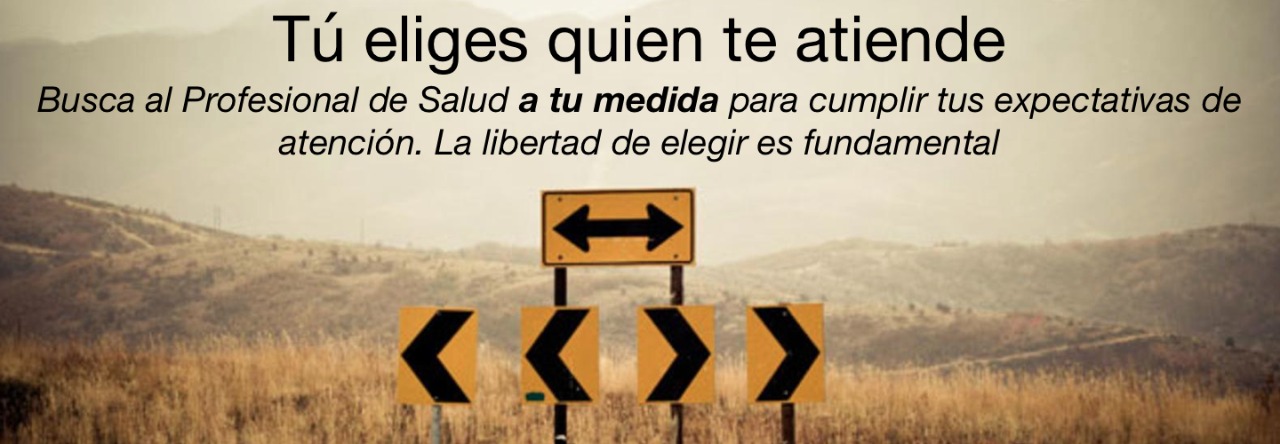 Tú eliges quien te atiende
Busca al Profesional de Salud a tu medida para cumplir tus expectativas de
atención. La libertad de elegir es fundamental